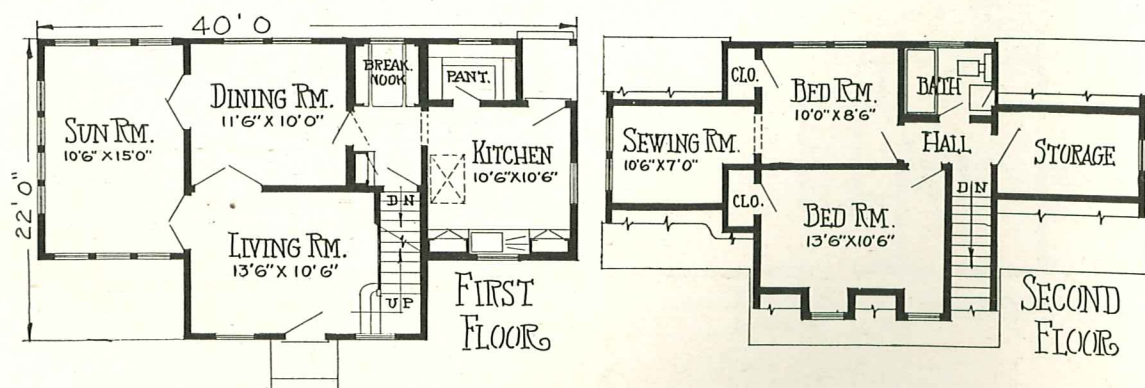 40' 0
22' 0"
SUN RM.
10'6" X 15'0"
DINING RM.
11'6" X 10'0"
BREAK.
NOOK
PANT.
KITCHEN
10'6"X10'6"
LIVING RM.
13'6" X 10'6"
DN
UP
FIRST
FLOOR
CLO.
BED RM.
10'0" X 8'6"
BATH
SEWING RM.
10'6"X7'0"
HALL
STORAGE
CLO.
BED RM.
13'6"X10'6"
DN
SECOND
FLOOR